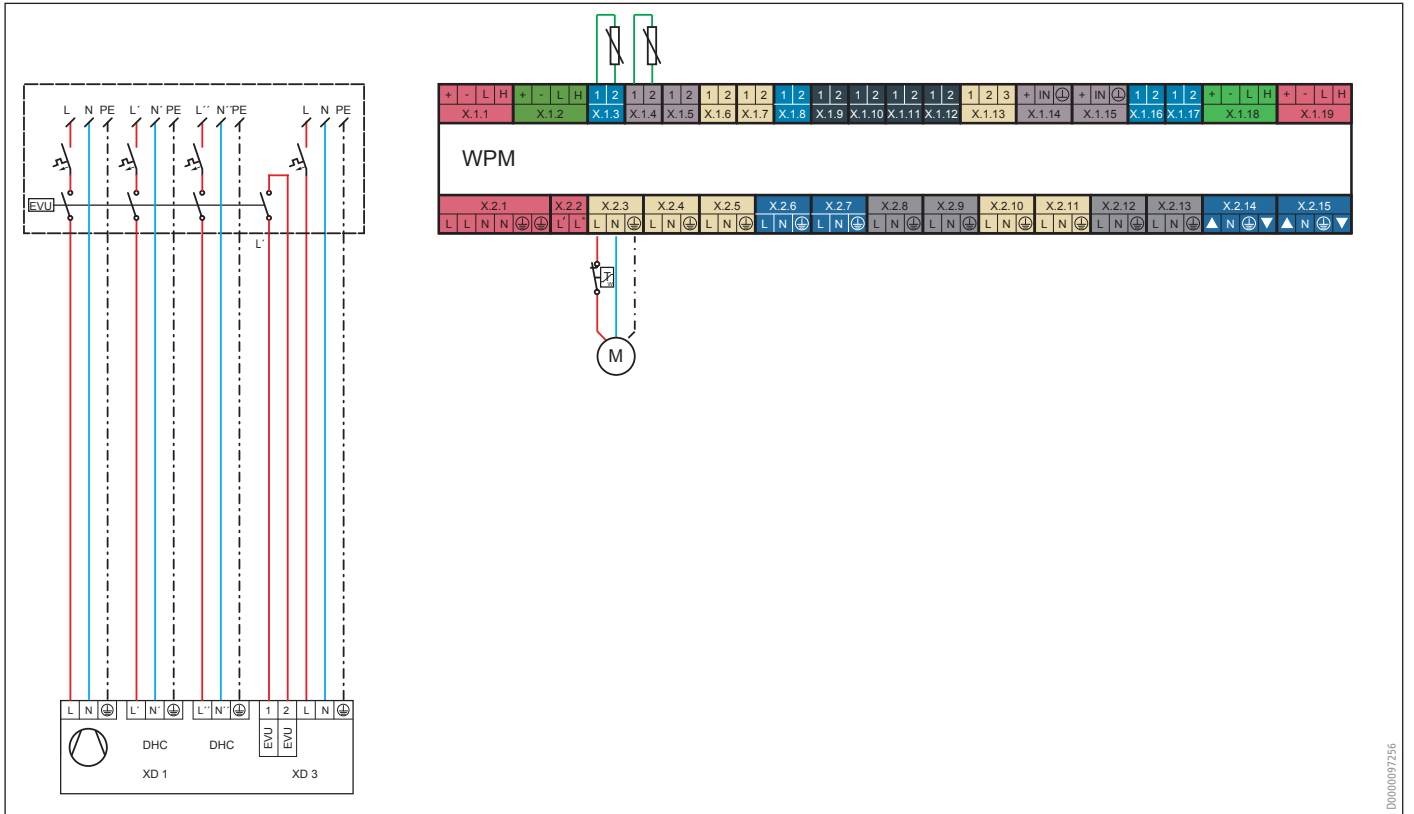 + - L H + - L H 1 2 1 2 1 2 1 2 1 2 1 2 1 2 1 2 1 2 1 2 1 2 3 + IN + IN 1 2 1 2 + - L H + - L H
X.1.1 X.1.2 X.1.3 X.1.4 X.1.5 X.1.6 X.1.7 X.1.8 X.1.9 X.1.10 X.1.11 X.1.12 X.1.13 X.1.14 X.1.15 X.1.16 X.1.17 X.1.18 X.1.19
WPM
X.2.1 X.2.2 X.2.3 X.2.4 X.2.5 X.2.6 X.2.7 X.2.8 X.2.9 X.2.10 X.2.11 X.2.12 X.2.13 X.2.14 X.2.15
L L N N L' L* L N L N L N L N L N L N L N L N L N L N L N N N
L N PE L´ N´ PE L´´ N´´ PE L N PE
EVU
L´
T
W
M
L N L´ N´ L´´ N´´ 1 2 L N
EVU EVU
DHC DHC
XD 1 XD 3
D0000097256